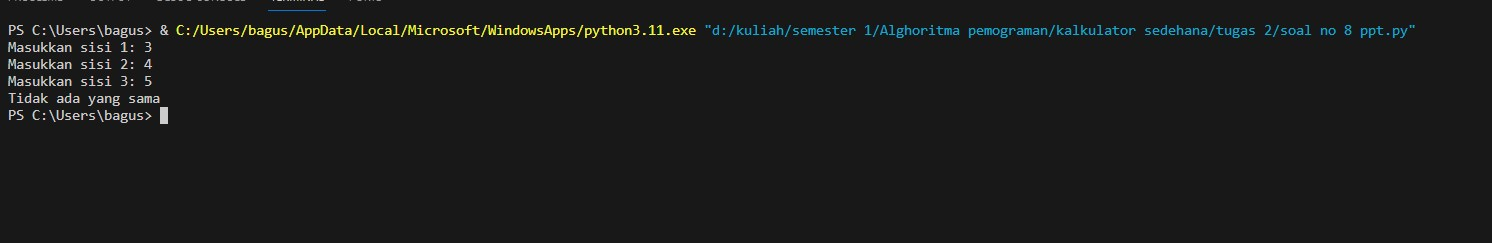 TERMINAL
PS C:\Users\bagus> & C:/Users/bagus/AppData/Local/Microsoft/WindowsApps/python3.11.exe "d:/kuliah/semester 1/Alghoritma pemograman/kalkulator sedehana/tugas 2/soal no 8 ppt.py"
Masukkan sisi 1: 3
Masukkan sisi 2: 4
Masukkan sisi 3: 5
Tidak ada yang sama
PS C:\Users\bagus>